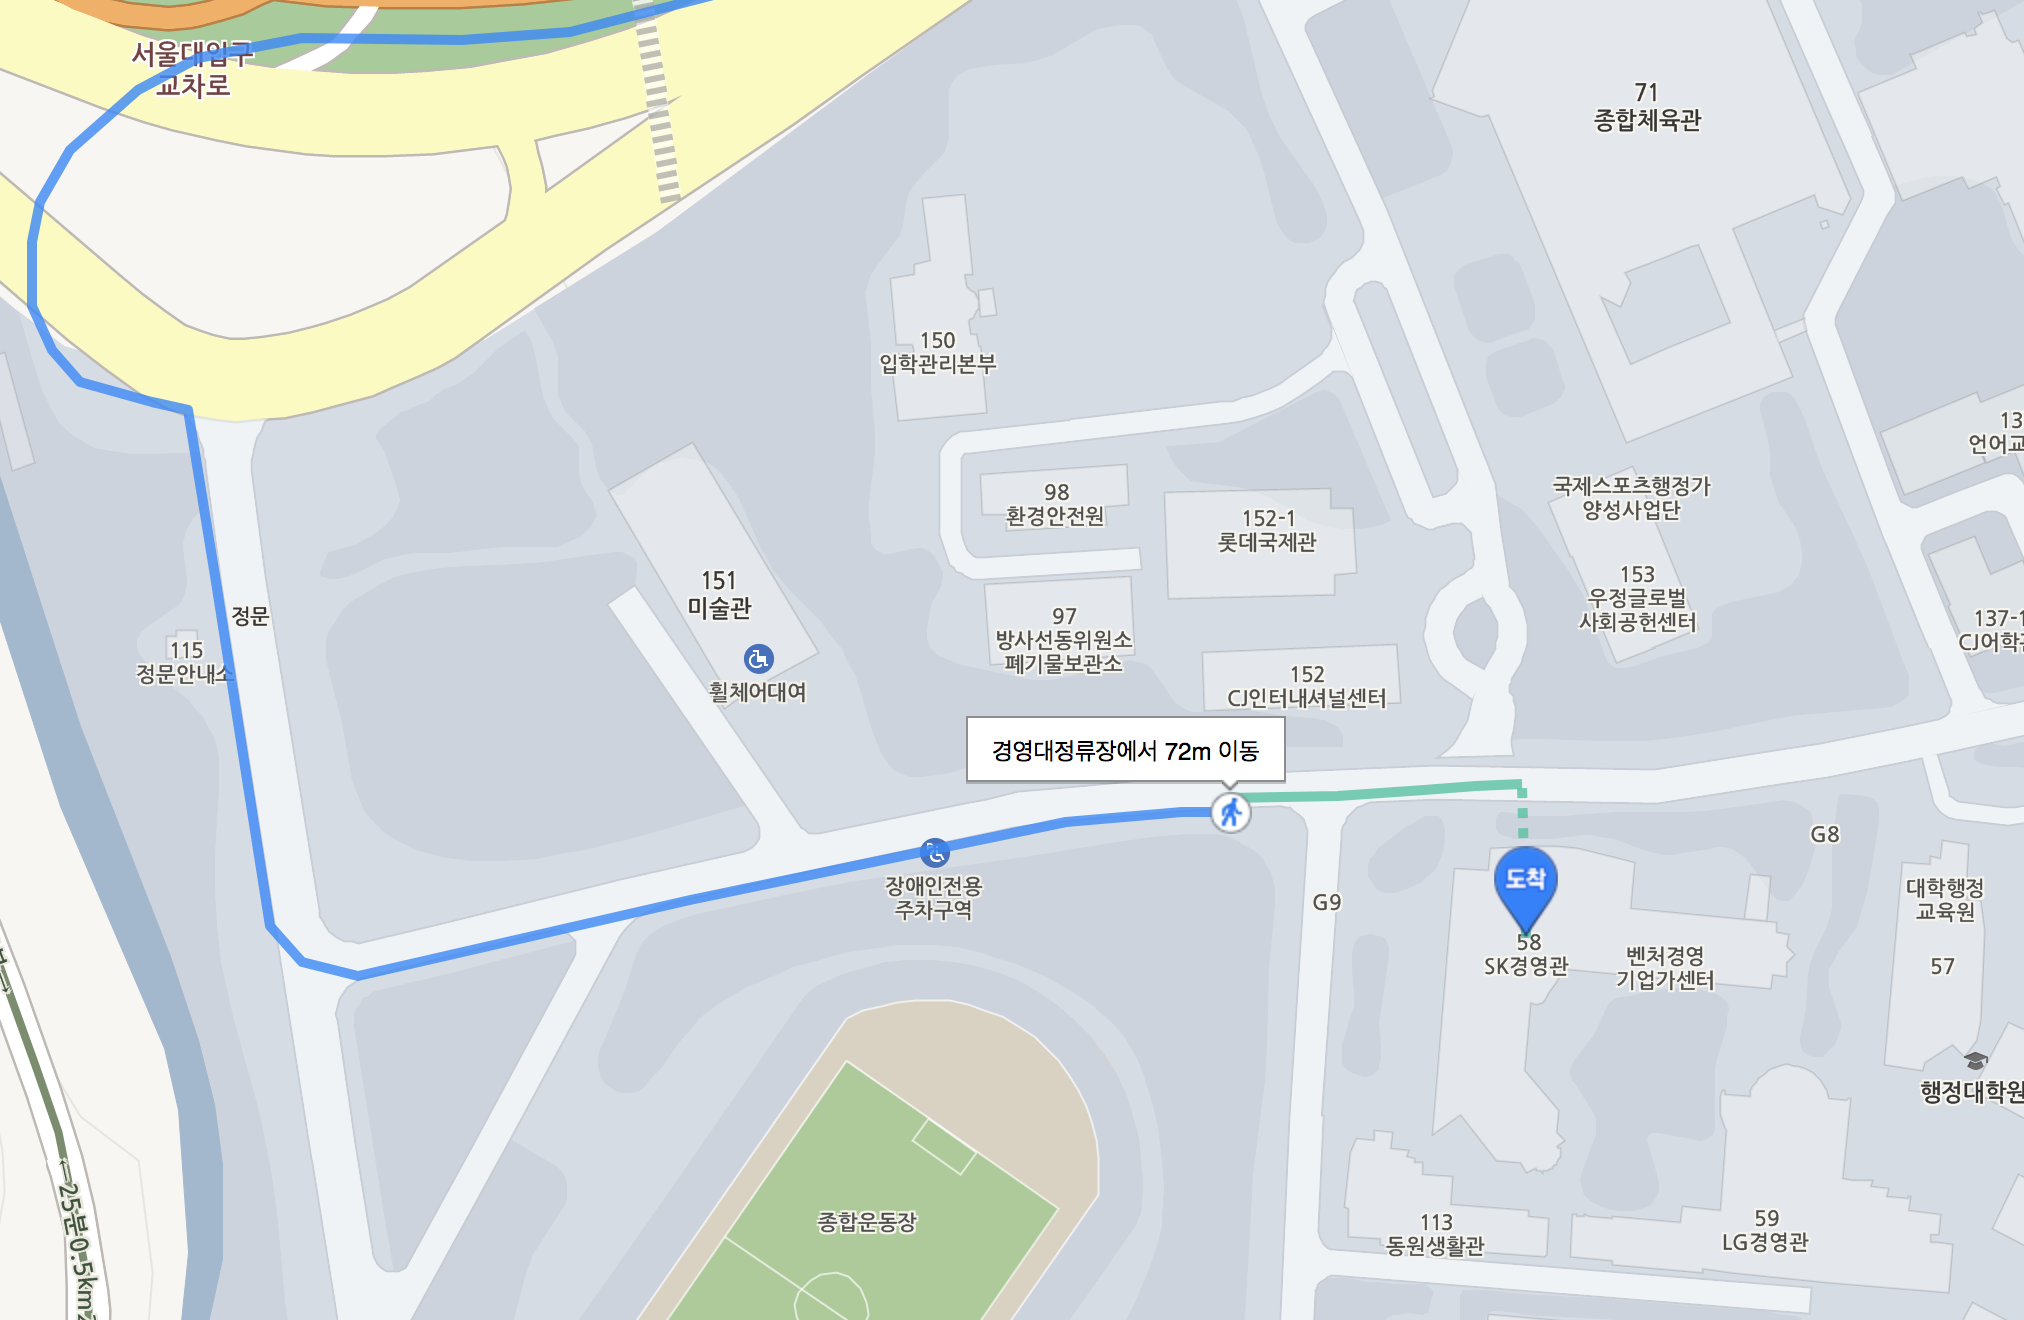 서울대입구
교차로
71
종합체육관
150
입학관리본부
13
언어교
98
환경안전원
152-1
롯데국제관
국제스포츠행정가
양성사업단
151
미술관
휠체어대여
153
우정글로벌
사회공헌센터
정문
115
정문안내소
97
방사선동위원소
폐기물보관소
137-1
CJ어학
152
CJ인터내셔널센터
경영대정류장에서 72m 이동
장애인전용
주차구역
G8
G9
도착
58
SK경영관
벤처경영
기업가센터
대학행정
교육원
57
행정대학원
종합운동장
113
동원생활관
59
LG경영관
25분0.5km